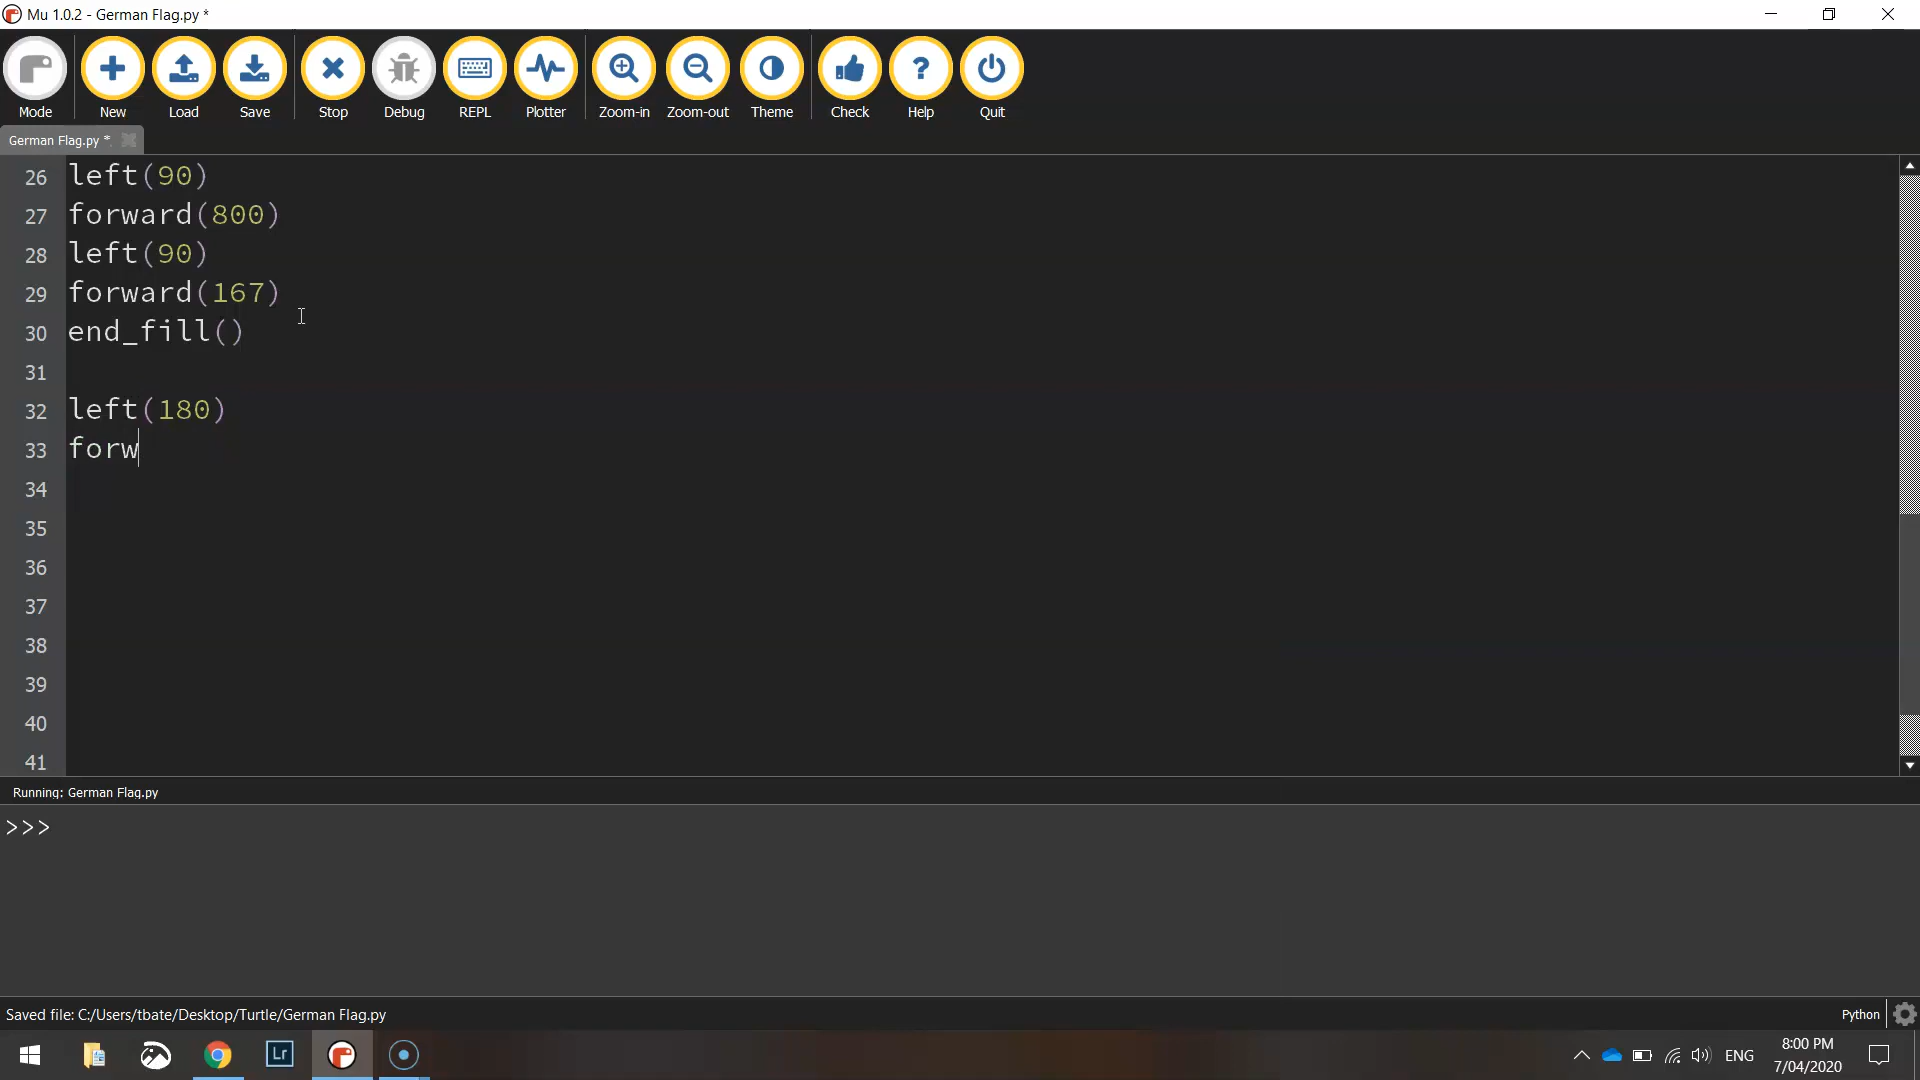 Mu 1.0.2 - German Flag.py *
Mode New Load Save Stop Debug REPL Plotter Zoom-in Zoom-out Theme Check Help Quit
German Flag.py *
26 left(90)
27 forward(800)
28 left(90)
29 forward(167)
30 end_fill()
31
32 left(180)
33 forw
34
35
36
37
38
39
40
41
Running: German Flag.py
>>>
Saved file: C:/Users/tbate/Desktop/Turtle/German Flag.py Python
Lr ENG 8:00 PM
7/04/2020